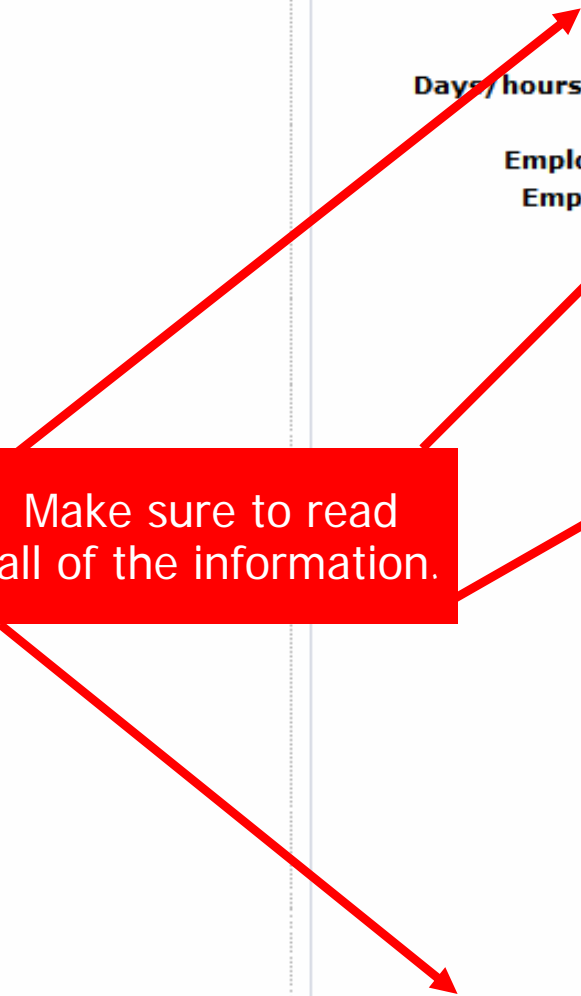 Days/hours
Make sure to read
all of the information.